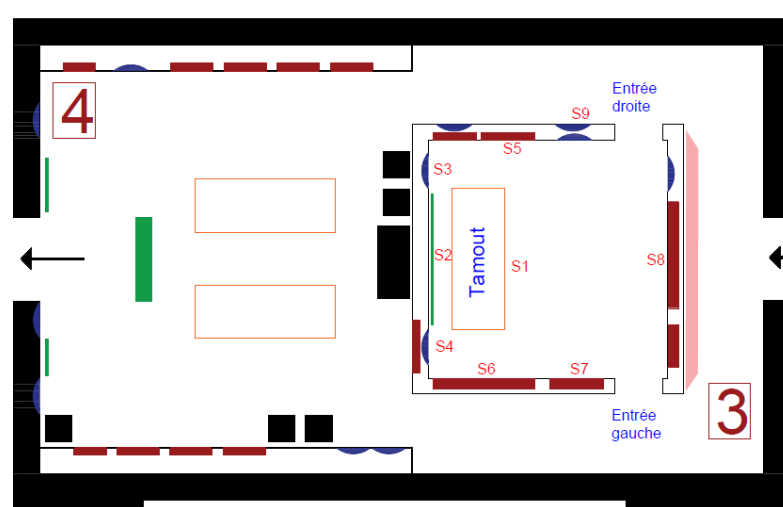 Entrée
droite
4
S9
S5
S3
S2
Tamout
S1
S8
S4
S6
S7
3
Entrée
gauche